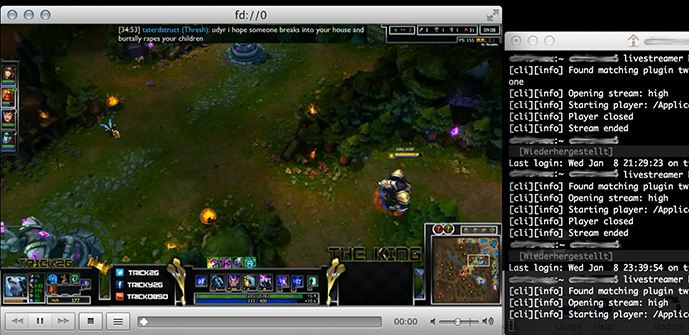 fd://0
[34:53] taterdstruct (Thresh): udyr i hope someone breaks into your house and
burtally rapes your children
09:08
THE KING
TRICK2G
TRICK2G
TRICK2G
livestreamer
[cli][info] Found matching plugin tw
one
[cli][info] Opening stream: high
[cli][info] Starting player: /Applic
[cli][info] Player closed
[cli][info] Stream ended
[Wiederhergestellt]
Last login: Wed Jan 8 21:29:23 on t
livestreamer
[cli][info] Found matching plugin tw
[cli][info] Opening stream: high
[cli][info] Starting player: /Applic
[cli][info] Player closed
[cli][info] Stream ended
[Wiederhergestellt]
Last login: Wed Jan 8 23:39:54 on t
livestreamer
[cli][info] Found matching plugin tw
[cli][info] Opening stream: high
[cli][info] Starting player: /Applic
Usage
Update
00:00